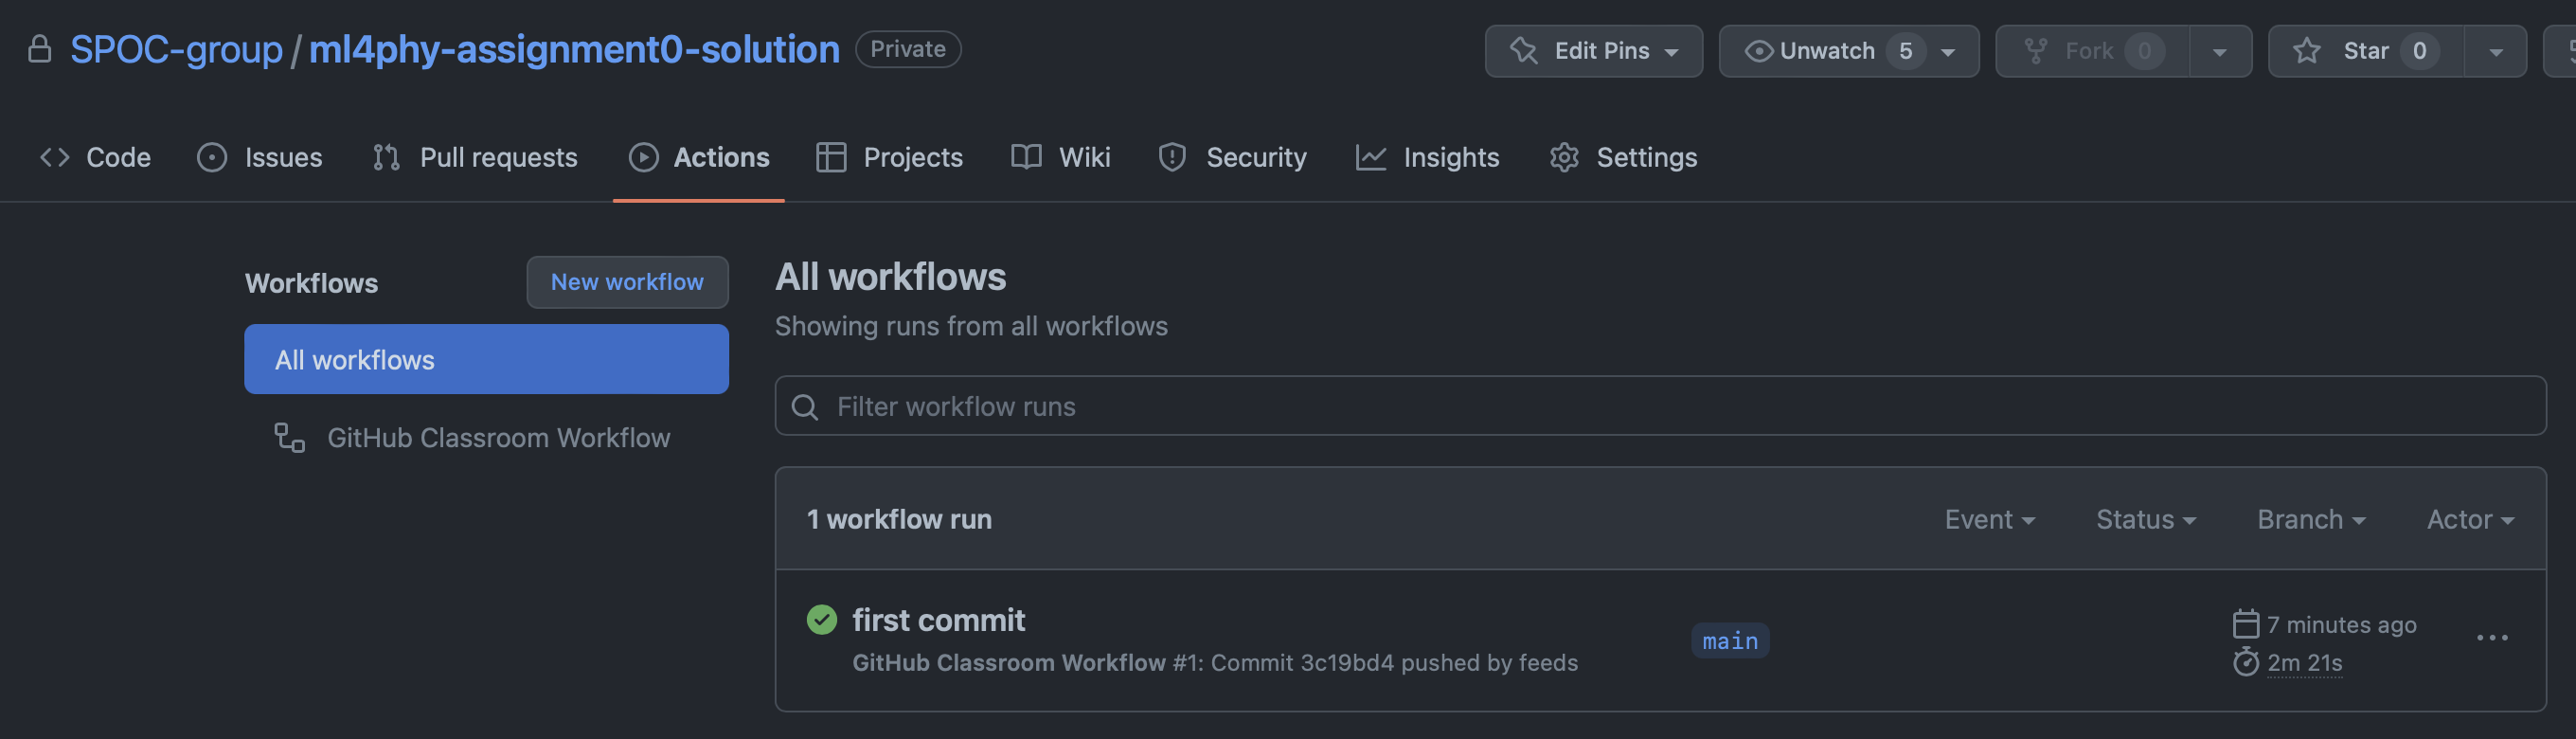 SPOC-group / ml4phy-assignment0-solution Private Edit Pins Unwatch 5 Fork 0 Star 0
Code Issues Pull requests Actions Projects Wiki Security Insights Settings
Workflows New workflow
All workflows
GitHub Classroom Workflow
All workflows
Showing runs from all workflows
Filter workflow runs
1 workflow run Event Status Branch Actor
first commit
GitHub Classroom Workflow #1: Commit 3c19bd4 pushed by feeds
main
7 minutes ago
2m 21s